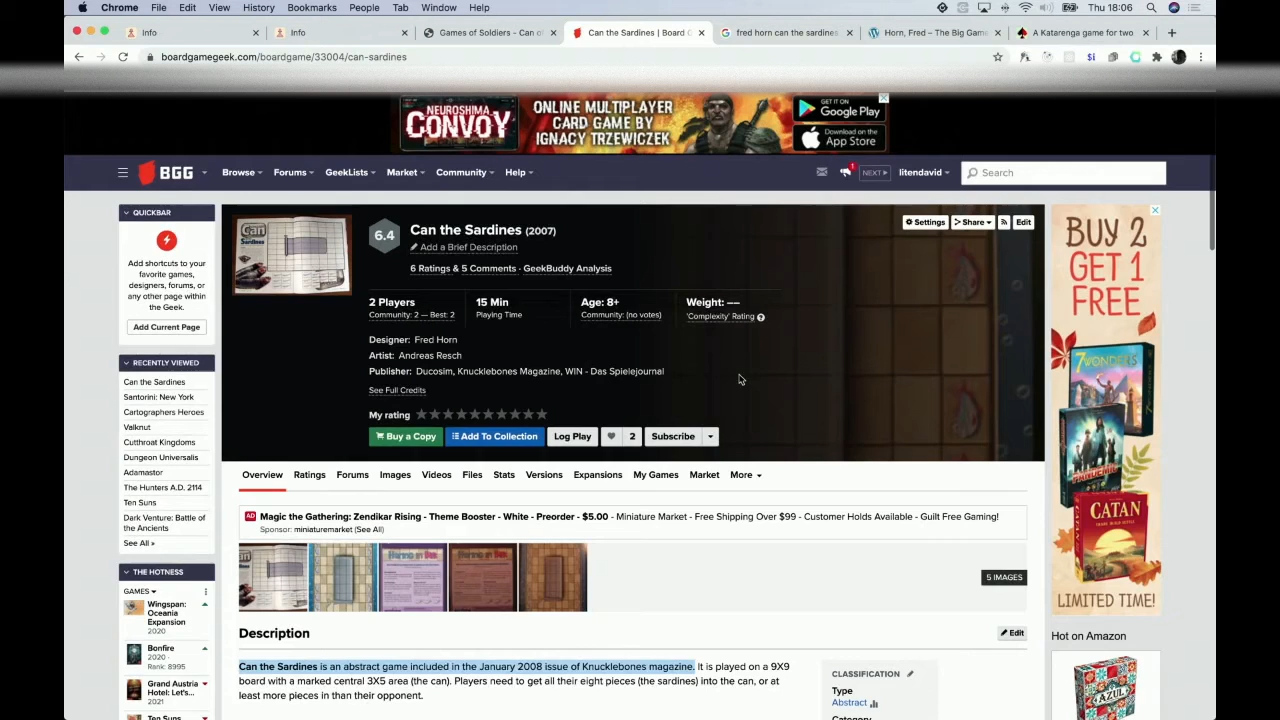 Chrome File Edit View History Bookmarks People Tab Window Help Thu 18:06
Info
Info
Games of Soldiers - Can o
Can the Sardines | Board G
fred horn can the sardines
Horn, Fred – The Big Game
A Katarenga game for two
boardgamegeek.com/boardgame/33004/can-sardines
NEUROSHIMA
CONVOY
ONLINE MULTIPLAYER
CARD GAME BY
IGNACY TRZEWICZEK
GET IT ON
Google Play
Download on the
App Store
BGG Browse Forums GeekLists Market Community Help 1 NEXT litendavid Search
QUICKBAR
Add shortcuts to your
favorite games,
designers, forums, or
any other page within
the Geek.
Add Current Page
RECENTLY VIEWED
Can the Sardines
Santorini: New York
Cartographers Heroes
Valknut
Cutthroat Kingdoms
Dungeon Universalis
Adamastor
The Hunters A.D. 2114
Ten Suns
Dark Venture: Battle of
the Ancients
See All »
THE HOTNESS
GAMES
Wingspan:
Oceania
Expansion
2020
Bonfire
2020 -
Rank: 8995
Grand Austria
Hotel: Let's...
2021
Ten Suns
Settings Share Edit
Can
Sardines
6.4
Can the Sardines (2007)
Add a Brief Description
6 Ratings & 5 Comments · GeekBuddy Analysis
2 Players
Community: 2 — Best: 2
15 Min
Playing Time
Age: 8+
Community: (no votes)
Weight: ––
'Complexity' Rating
Designer: Fred Horn
Artist: Andreas Resch
Publisher: Ducosim, Knucklebones Magazine, WIN - Das Spielejournal
See Full Credits
My rating
Buy a Copy Add To Collection Log Play 2 Subscribe
Overview Ratings Forums Images Videos Files Stats Versions Expansions My Games Market More
AD Magic the Gathering: Zendikar Rising - Theme Booster - White - Preorder - $5.00 - Miniature Market - Free Shipping Over $99 - Customer Holds Available - Guilt Free Gaming!
Sponsor: miniaturemarket (See All)
5 IMAGES
Description
Edit
Can the Sardines is an abstract game included in the January 2008 issue of Knucklebones magazine. It is played on a 9X9
board with a marked central 3X5 area (the can). Players need to get all their eight pieces (the sardines) into the can, or at
least more pieces in than their opponent.
CLASSIFICATION
Type
Abstract
Category
BUY 2
GET 1
FREE
7 WONDERS
PANDEMIC
CATAN
LIMITED TIME!
Hot on Amazon
AZUL